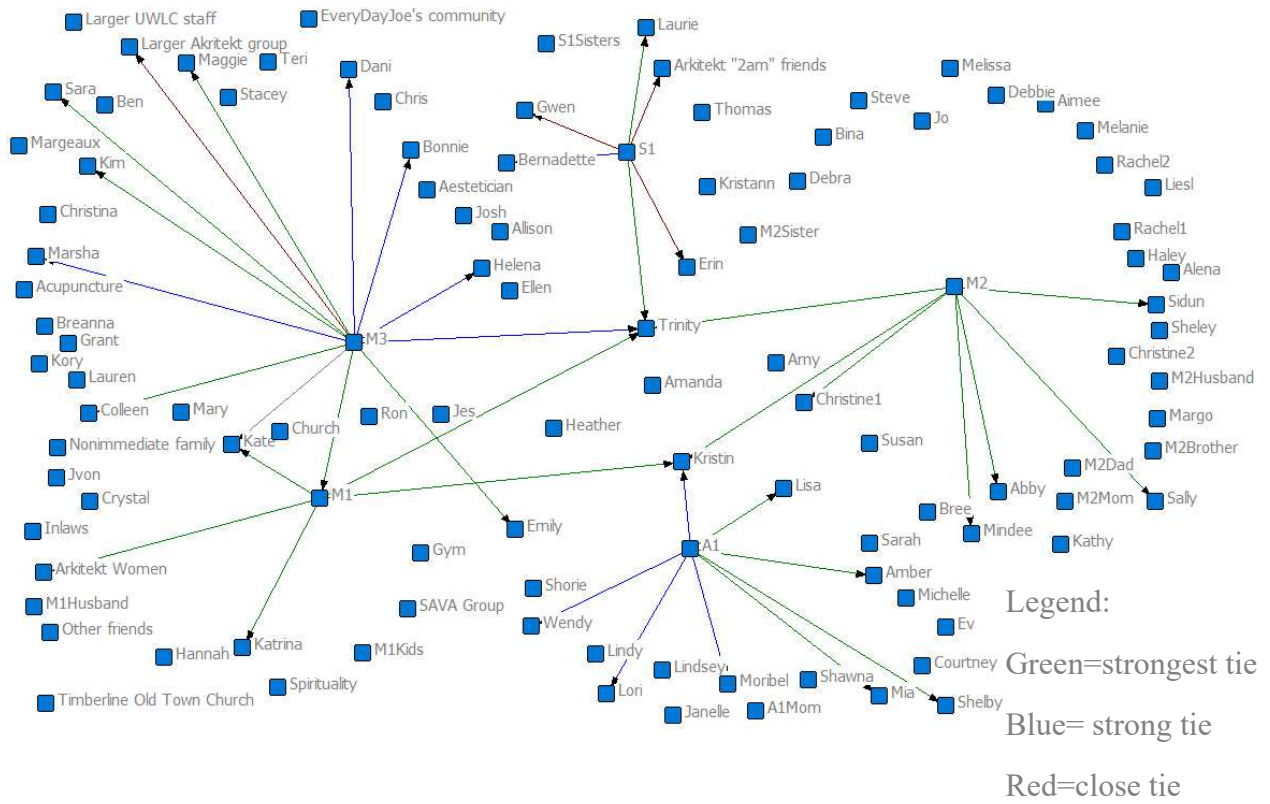 Larger UWLC staff
EveryDayJoe's community
Laurie
S1Sisters
Larger Akritekt group
Maggie
Teri
Dani
Arkitekt "2am" friends
Melissa
Sara
Ben
Stacey
Chris
Gwen
Thomas
Steve
Debbie
Aimee
Jo
Bina
Melanie
Margeaux
Kim
Bonnie
Bernadette
S1
Rachel2
Aestetician
Kristann
Debra
Liesl
Christina
Josh
Allison
M2Sister
Rachel1
Marsha
Helena
Erin
Haley
Alena
Acupuncture
Ellen
M2
Sidun
Breanna
Grant
M3
Trinity
Sheley
Kory
Lauren
Amy
Christine2
M2Husband
Amanda
Colleen
Mary
Ron
Jes
Christine1
Margo
Nonimmediate family
Kate
Church
Heather
Susan
M2Brother
Jvon
Kristin
M2Dad
Crystal
M1
Lisa
Abby
M2Mom
Sally
Inlaws
Emily
Bree
Mindee
Arkitekt Women
Gym
A1
Sarah
Kathy
Amber
M1Husband
SAVA Group
Shorie
Michelle
Legend:
Other friends
Wendy
Ev
Hannah
Katrina
M1Kids
Lindy
Lindsey
Courtney
Green=strongest tie
Timberline Old Town Church
Spirituality
Lori
Moribel
Shawna
Mia
Shelby
Janelle
A1Mom
Blue= strong tie
Red=close tie